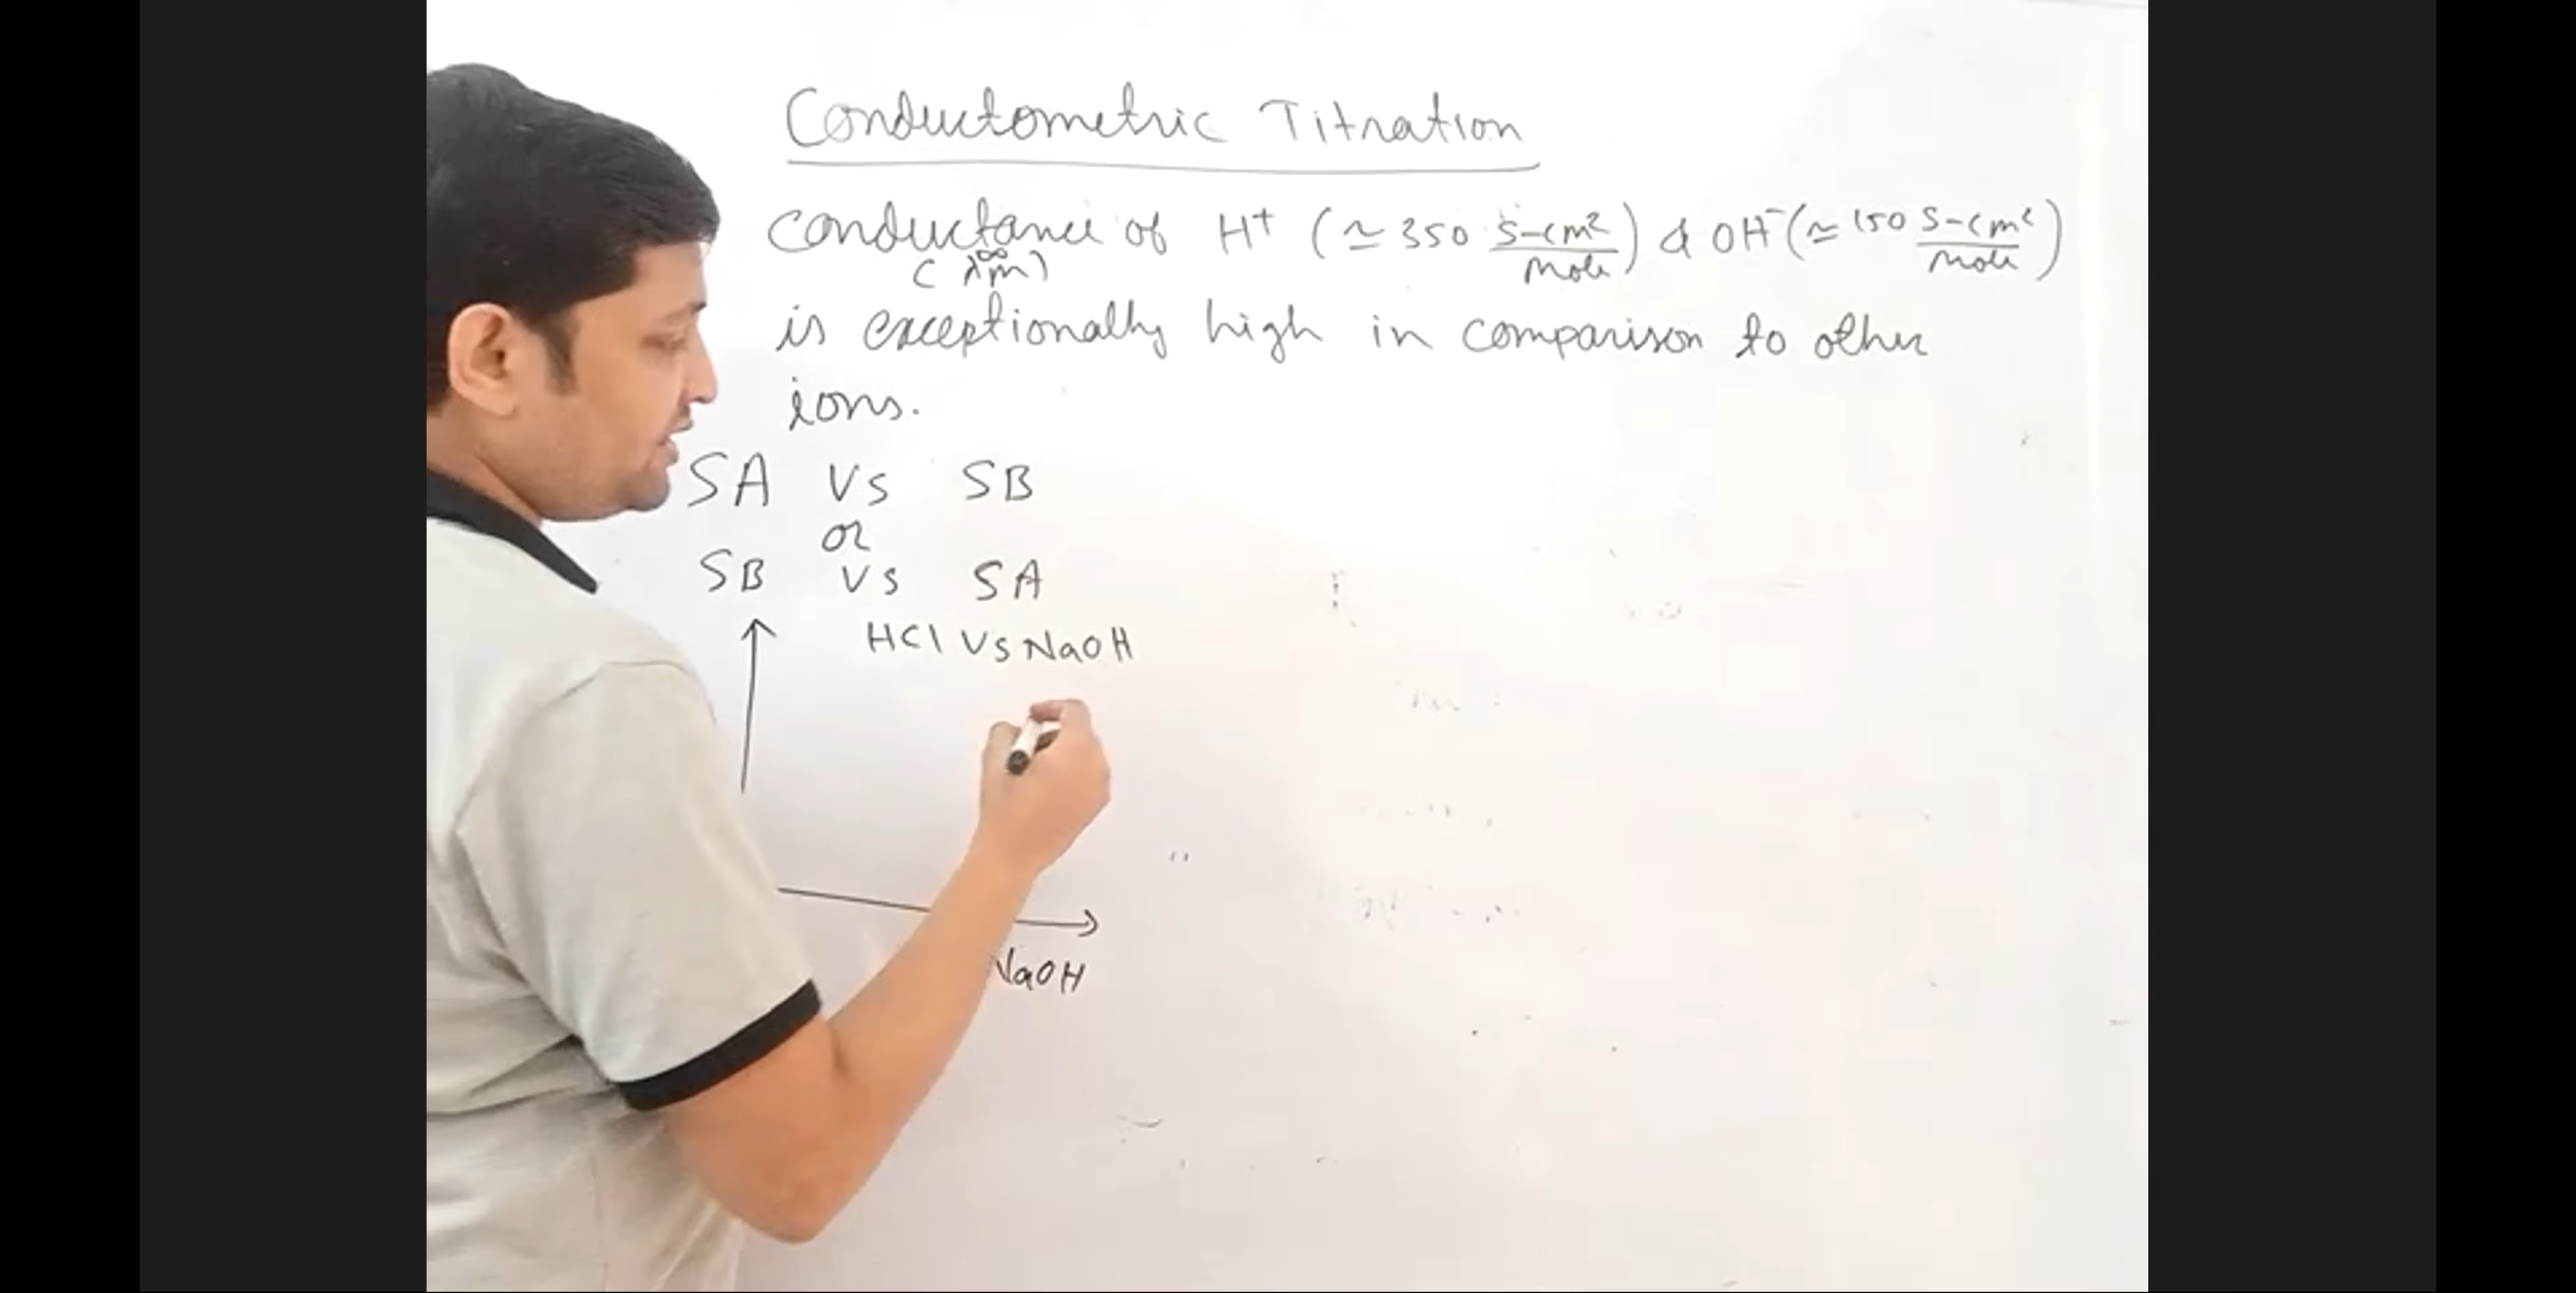 Conductometric Titration
conductance of H⁺ (≃ 350 S-cm²/mole) & OH⁻ (≃ 150 S-cm²/mole)
(λ∞m)
is exceptionally high in comparison to other
ions.
SA Vs SB
or
SB Vs SA
HCl Vs NaOH
NaOH